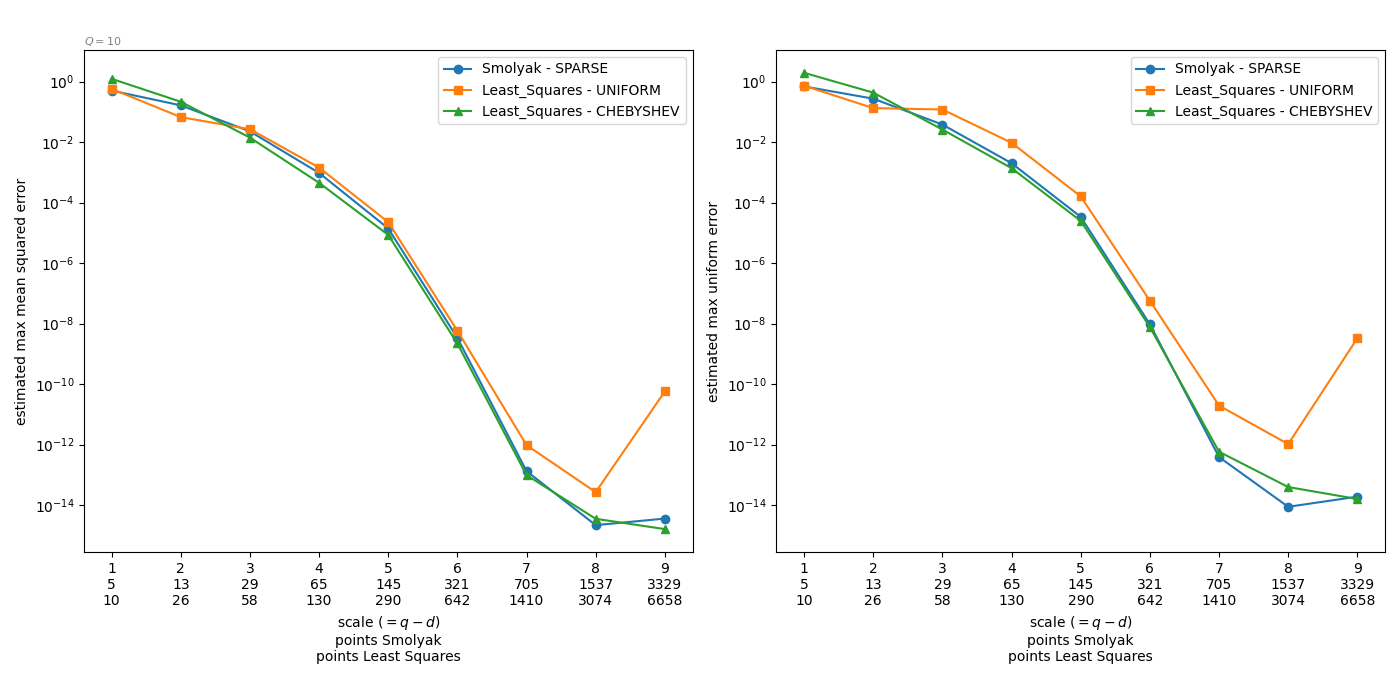 Q = 10
estimated max mean squared error
10^0
10^-2
10^-4
10^-6
10^-8
10^-10
10^-12
10^-14
Smolyak - SPARSE
Least_Squares - UNIFORM
Least_Squares - CHEBYSHEV
1 2 3 4 5 6 7 8 9
5 13 29 65 145 321 705 1537 3329
10 26 58 130 290 642 1410 3074 6658
scale (= q − d)
points Smolyak
points Least Squares
estimated max uniform error
10^0
10^-2
10^-4
10^-6
10^-8
10^-10
10^-12
10^-14
Smolyak - SPARSE
Least_Squares - UNIFORM
Least_Squares - CHEBYSHEV
1 2 3 4 5 6 7 8 9
5 13 29 65 145 321 705 1537 3329
10 26 58 130 290 642 1410 3074 6658
scale (= q − d)
points Smolyak
points Least Squares